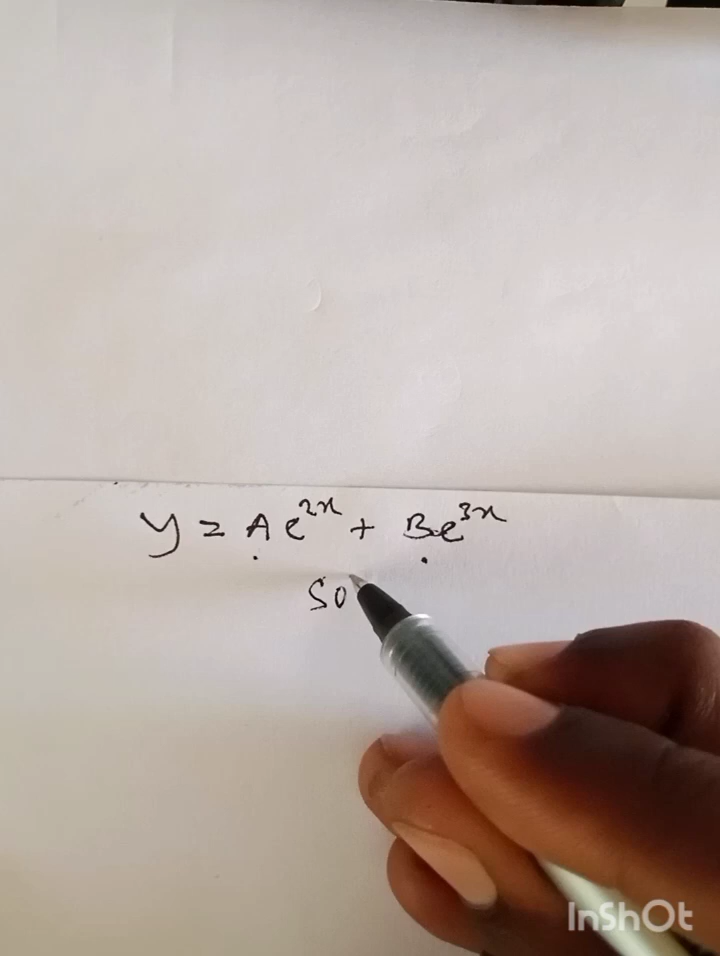 y = Ae^{2x} + Be^{3x}
So
InShOt